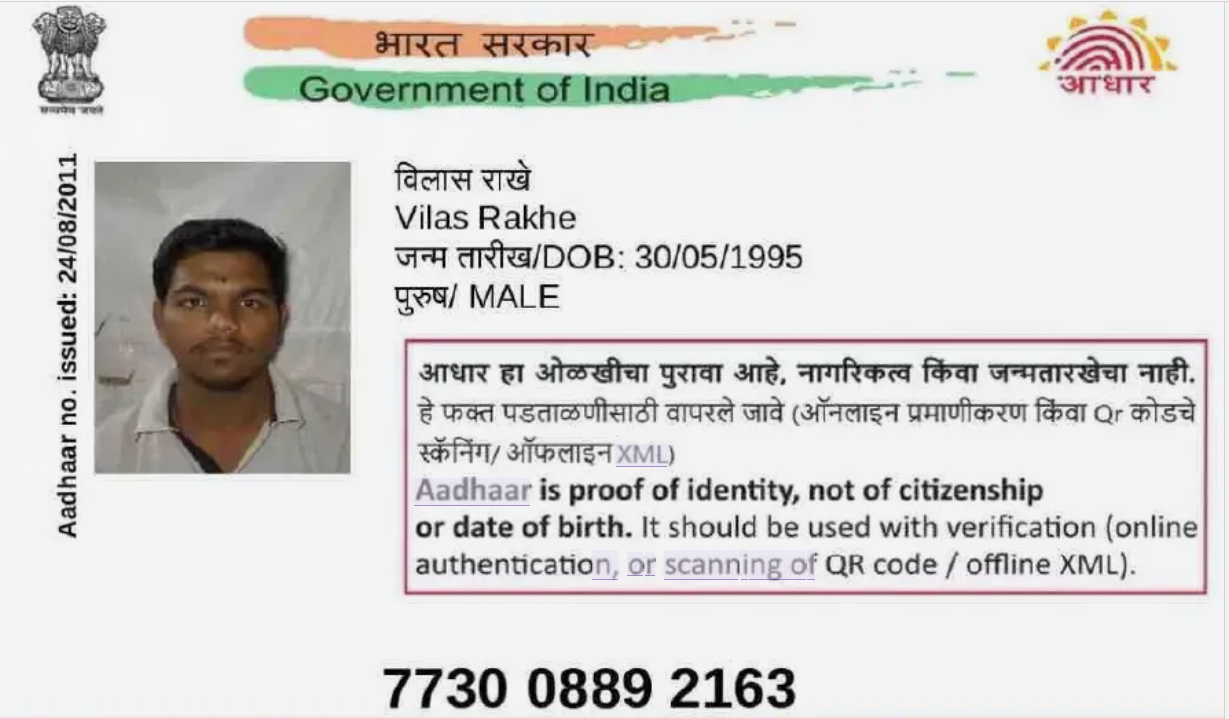 सत्यमेव जयते
भारत सरकार
Government of India
आधार
Aadhaar no. issued: 24/08/2011
विलास राखे
Vilas Rakhe
जन्म तारीख/DOB: 30/05/1995
पुरुष/ MALE
आधार हा ओळखीचा पुरावा आहे, नागरिकत्व किंवा जन्मतारखेचा नाही.
हे फक्त पडताळणीसाठी वापरले जावे (ऑनलाइन प्रमाणीकरण किंवा Qr कोडचे
स्कॅनिंग/ ऑफलाइन XML)
Aadhaar is proof of identity, not of citizenship
or date of birth. It should be used with verification (online
authentication, or scanning of QR code / offline XML).
7730 0889 2163